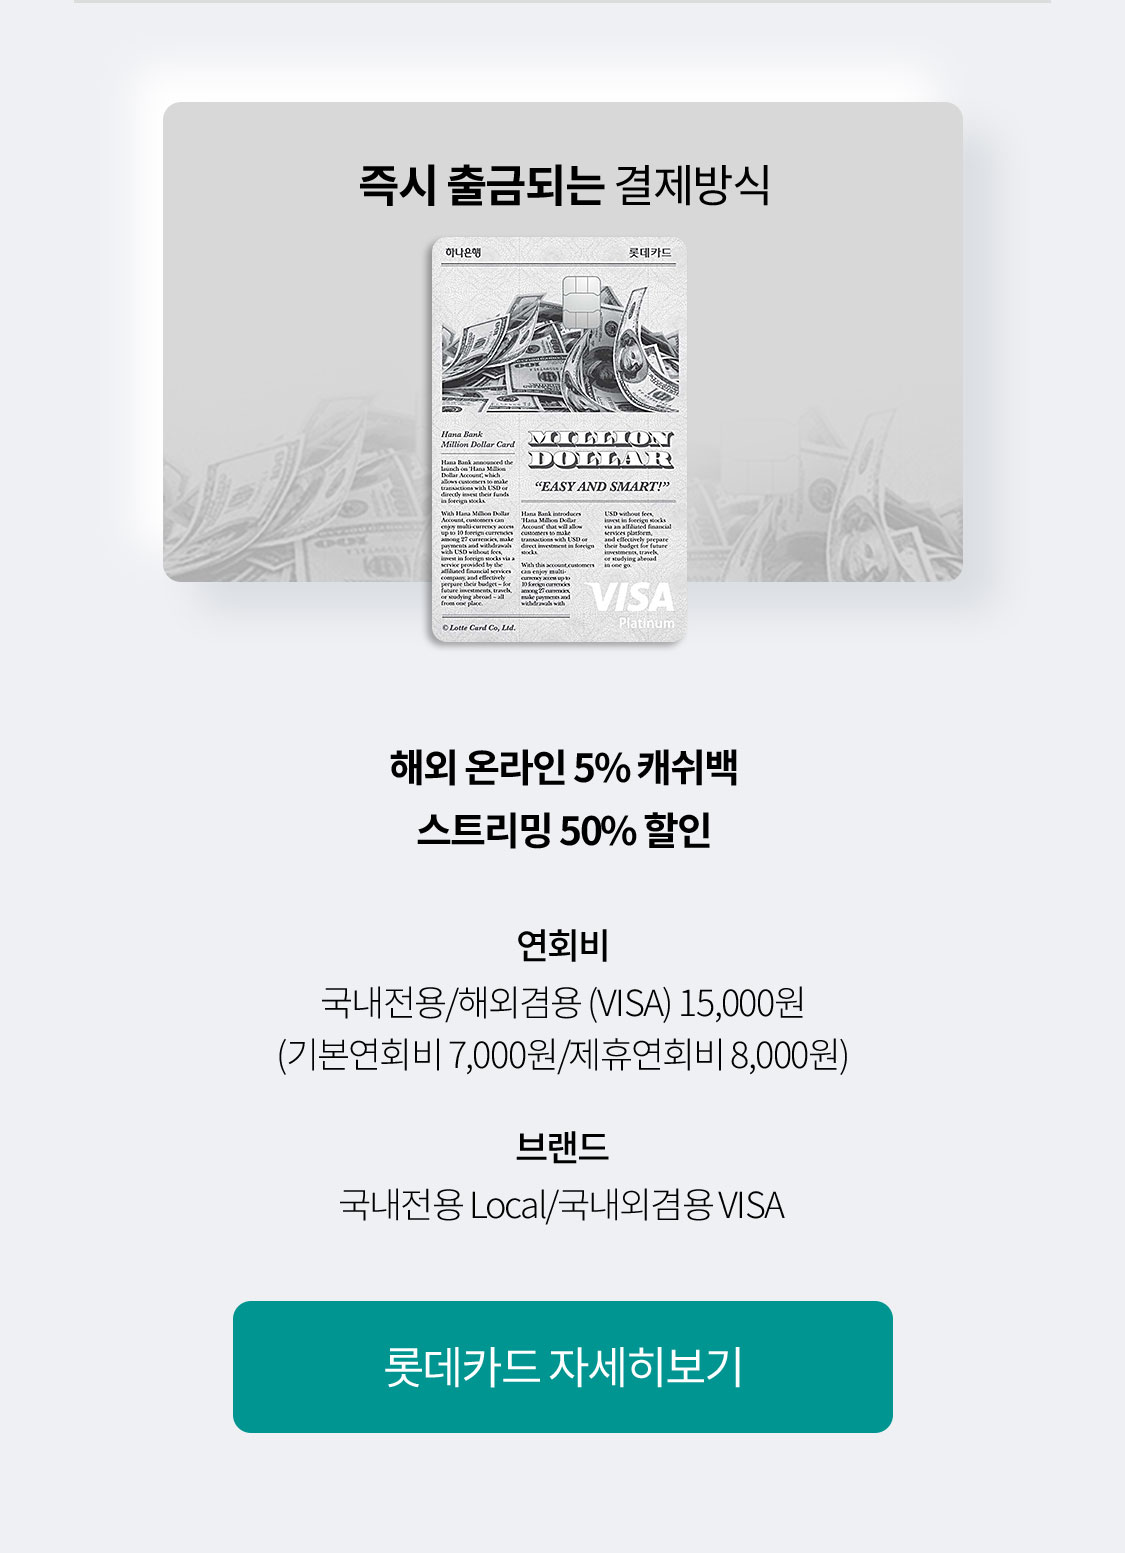 즉시 출금되는 결제방식
하나은행
롯데카드
Hana Bank
Million Dollar Card
MILLION
DOLLAR
“EASY AND SMART!”
Hana Bank announced the
launch on 'Hana Million
Dollar Account', which
allows customers to make
transactions with USD or
directly invest their funds
in foreign stocks.
With Hana Million Dollar
Account, customers can
enjoy multi-currency access
up to 10 foreign currencies
among 27 currencies, make
payments and withdrawals
with USD without fees,
invest in foreign stocks via a
service provided by the
affiliated financial services
company, and effectively
prepare their budget – for
future investments, travels,
or studying abroad – all
from one place.
Hana Bank introduces
'Hana Million Dollar
Account' that will allow
customers to make
transactions with USD or
direct investment in foreign
stocks.
With this account,customers
can enjoy multi-
currency access up to
10 foreign currencies
among 27 currencies,
make payments and
withdrawals with
USD without fees,
invest in foreign stocks
via an affiliated financial
services platform,
and effectively prepare
their budget for future
investments, travels,
or studying abroad
in one go.
VISA
Platinum
© Lotte Card Co, Ltd.
해외 온라인 5% 캐쉬백
스트리밍 50% 할인
연회비
국내전용/해외겸용 (VISA) 15,000원
(기본연회비 7,000원/제휴연회비 8,000원)
브랜드
국내전용 Local/국내외겸용 VISA
롯데카드 자세히보기